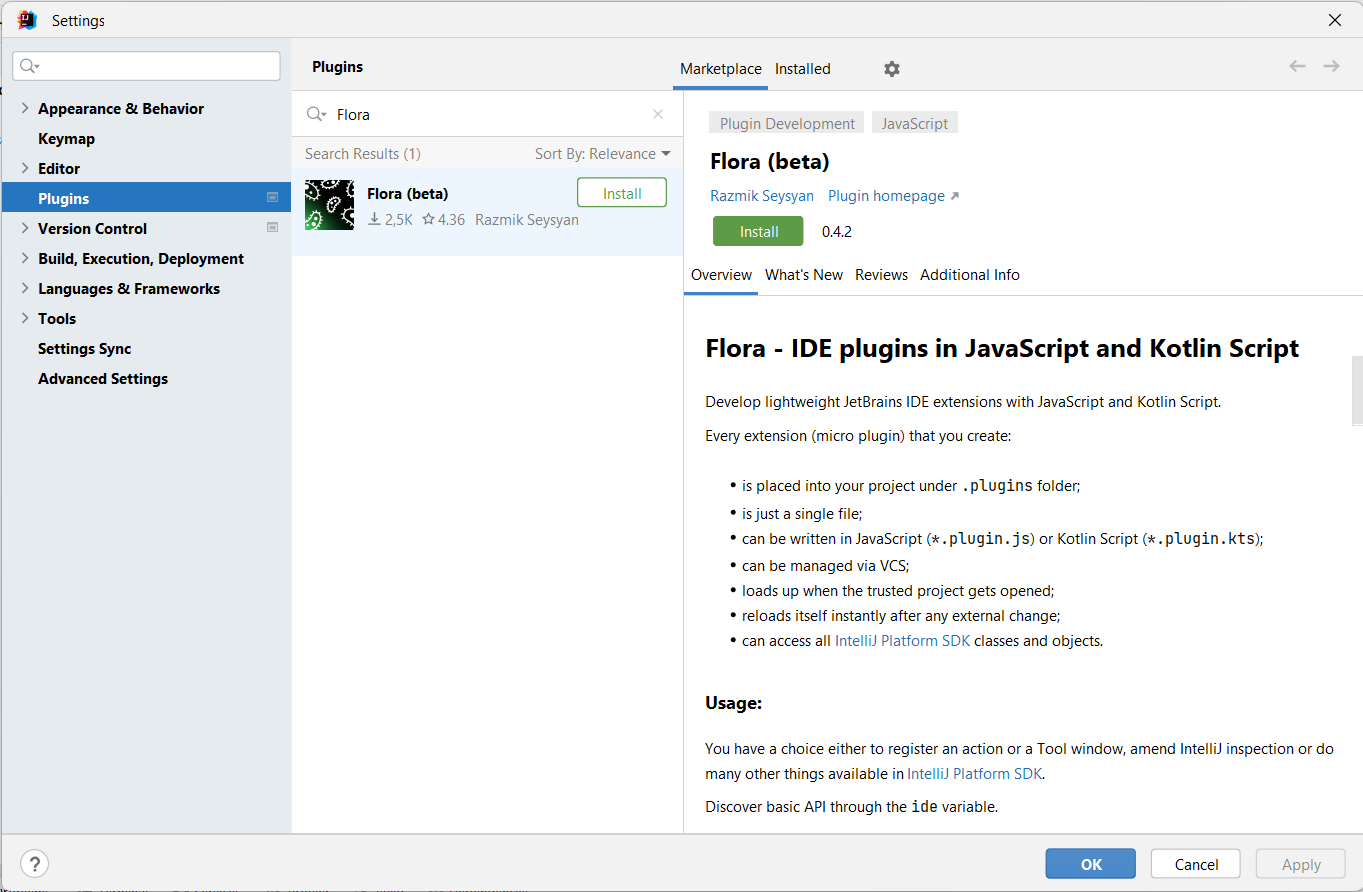 Settings
Appearance & Behavior
Keymap
Editor
Plugins
Version Control
Build, Execution, Deployment
Languages & Frameworks
Tools
Settings Sync
Advanced Settings
Plugins
Marketplace Installed
Flora
Search Results (1) Sort By: Relevance
Flora (beta)
Install
2,5K 4.36 Razmik Seysyan
Plugin Development JavaScript
Flora (beta)
Razmik Seysyan Plugin homepage
Install 0.4.2
Overview What's New Reviews Additional Info
Flora - IDE plugins in JavaScript and Kotlin Script
Develop lightweight JetBrains IDE extensions with JavaScript and Kotlin Script.
Every extension (micro plugin) that you create:
• is placed into your project under .plugins folder;
• is just a single file;
• can be written in JavaScript (*.plugin.js) or Kotlin Script (*.plugin.kts);
• can be managed via VCS;
• loads up when the trusted project gets opened;
• reloads itself instantly after any external change;
• can access all IntelliJ Platform SDK classes and objects.
Usage:
You have a choice either to register an action or a Tool window, amend IntelliJ inspection or do
many other things available in IntelliJ Platform SDK.
Discover basic API through the ide variable.
?
OK Cancel Apply